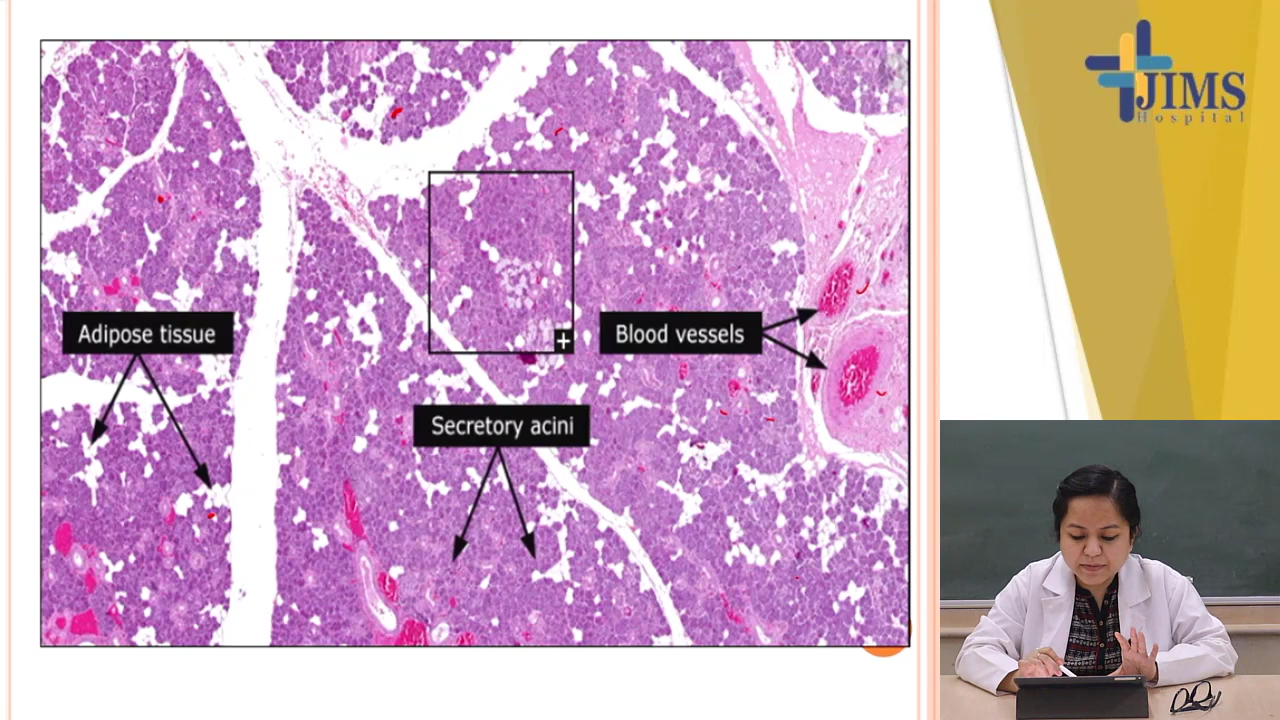 JIMS
Hospital
Adipose tissue
Blood vessels
+
Secretory acini